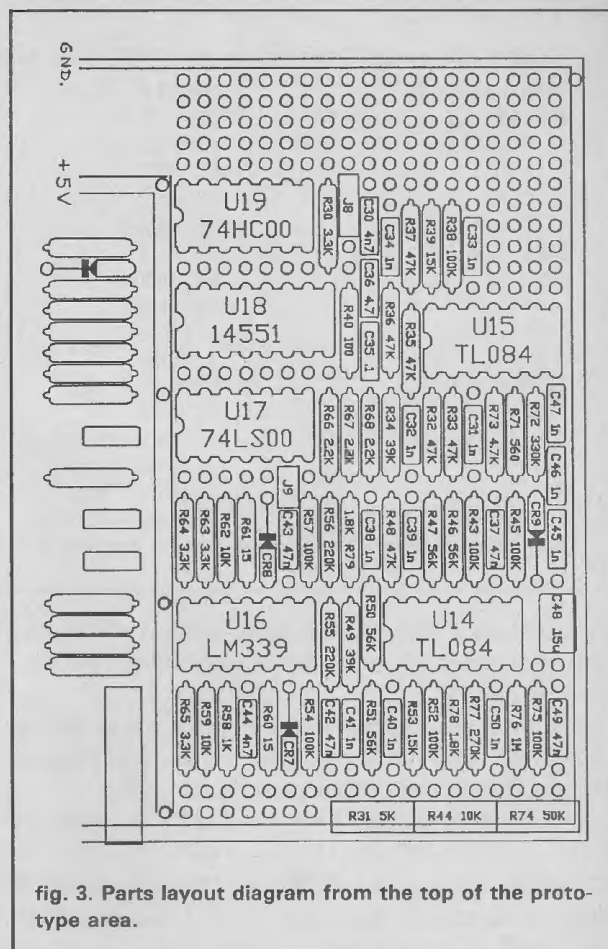 GND.
+5V
U19
74HC00
R30 3.3K
J8
C30 4n7
C34 1n
R37 47K
R39 15K
R38 100K
C33 1n
U18
14551
R40 100
C36 4.7
C35 .1
R36 47K
R35 47K
U15
TL084
U17
74LS00
R66 2.2K
R67 2.2K
R68 2.2K
R34 39K
C32 1n
R32 47K
R33 47K
C31 1n
R73 4.7K
R71 560
R72 330K
C47 1n
C46 1n
R64 3.3K
R63 3.3K
R62 10K
R61 15
CR8
J9
C43 47n
R57 100K
R56 220K
1.8K R79
C38 1n
R48 47K
C39 1n
R47 56K
R46 56K
R43 100K
C37 47n
R45 100K
CR9
C45 1n
U16
LM339
R55 220K
R49 39K
R50 56K
U14
TL084
C48 15u
R65 3.3K
R59 10K
R58 1K
C44 4n7
R60 15
CR7
R54 100K
C42 47n
C41 1n
R51 56K
C40 1n
R53 15K
R52 100K
R78 1.8K
R77 270K
C50 1n
R76 1M
R75 100K
C49 47n
R31 5K
R44 10K
R74 50K
fig. 3. Parts layout diagram from the top of the proto-
type area.